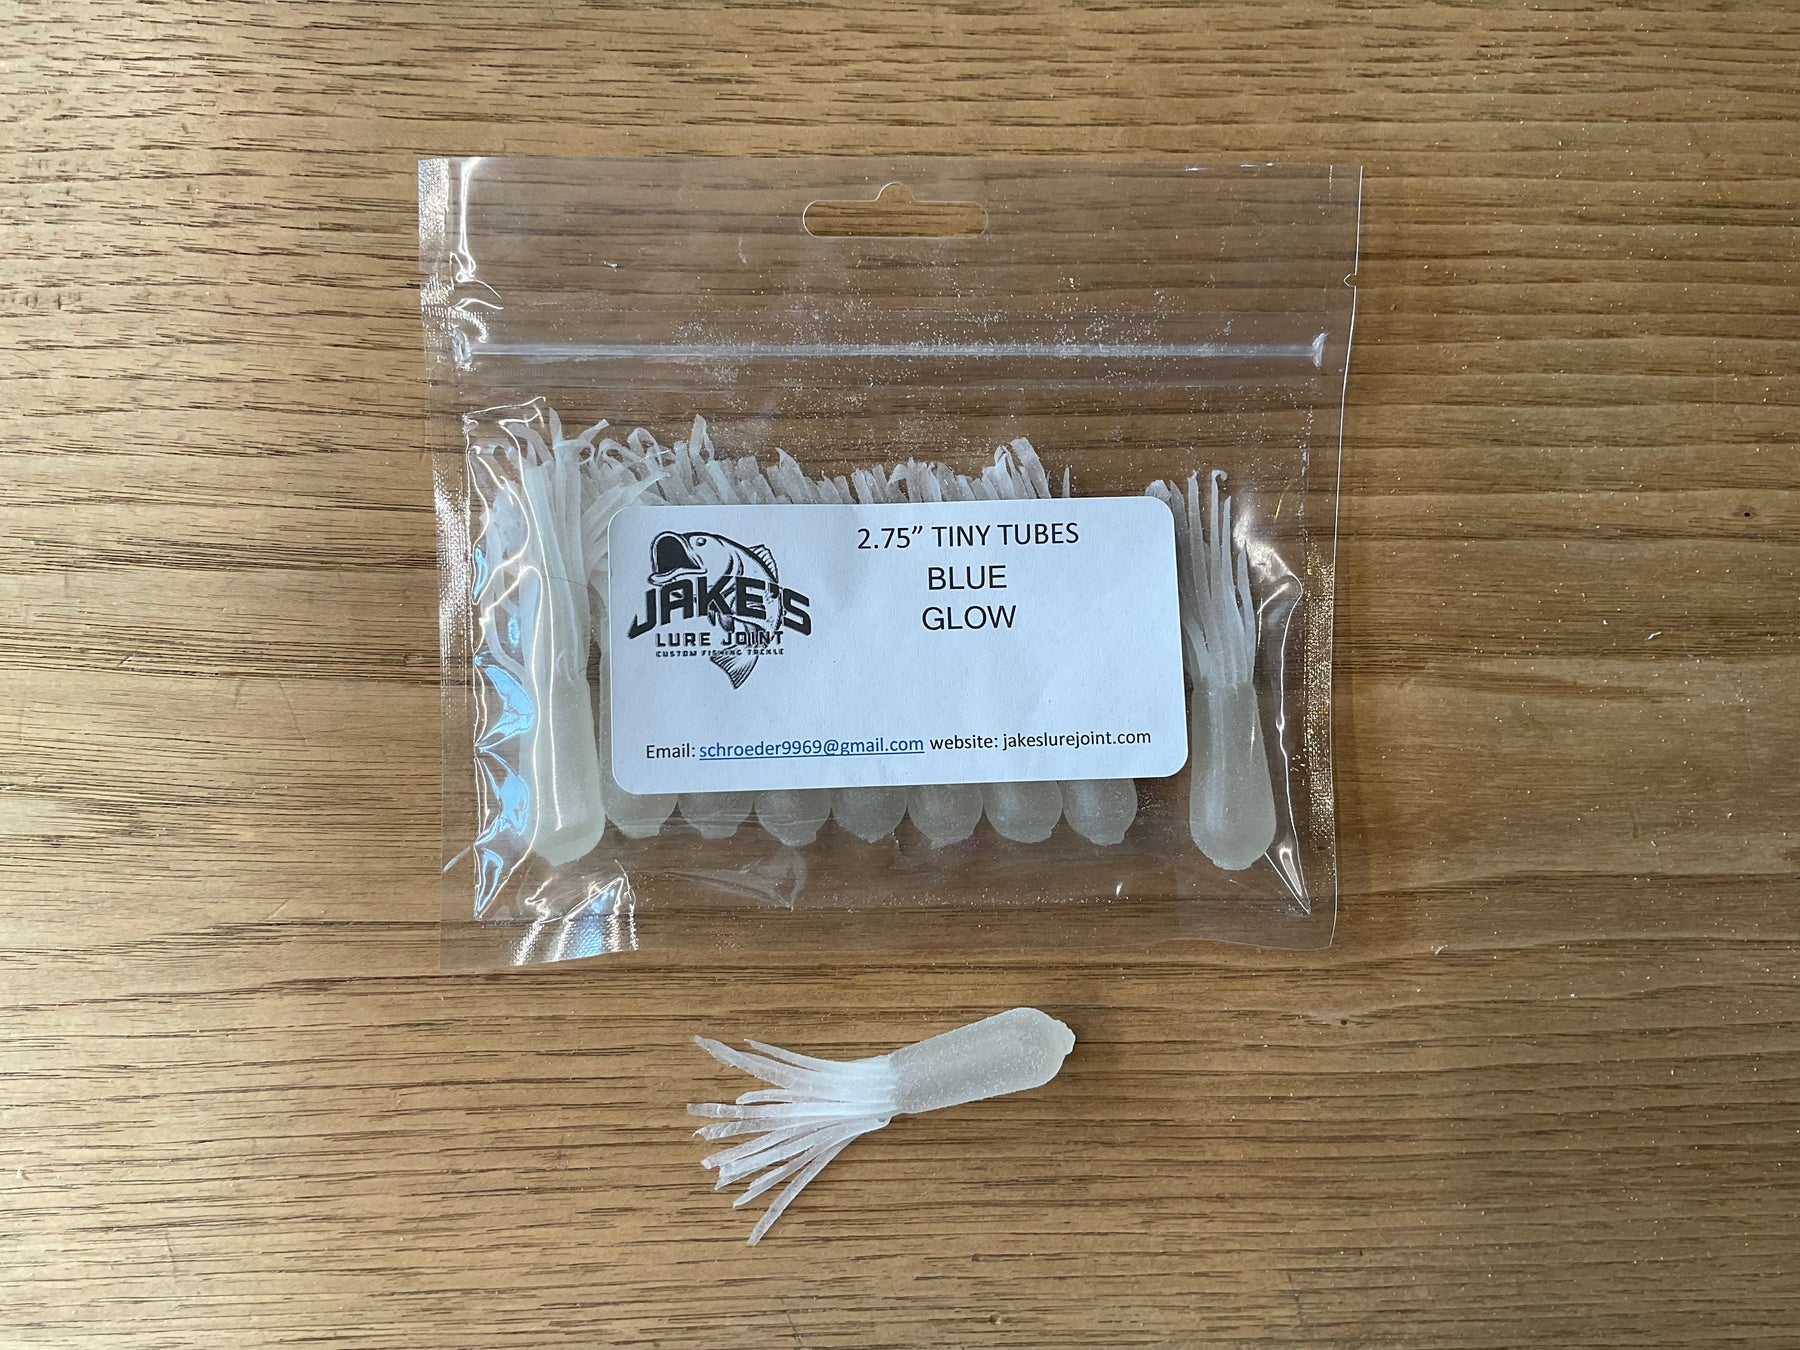 2.75” TINY TUBES
BLUE
GLOW
JAKE'S
LURE JOINT
CUSTOM FISHING TACKLE
Email: schroeder9969@gmail.com website: jakeslurejoint.com